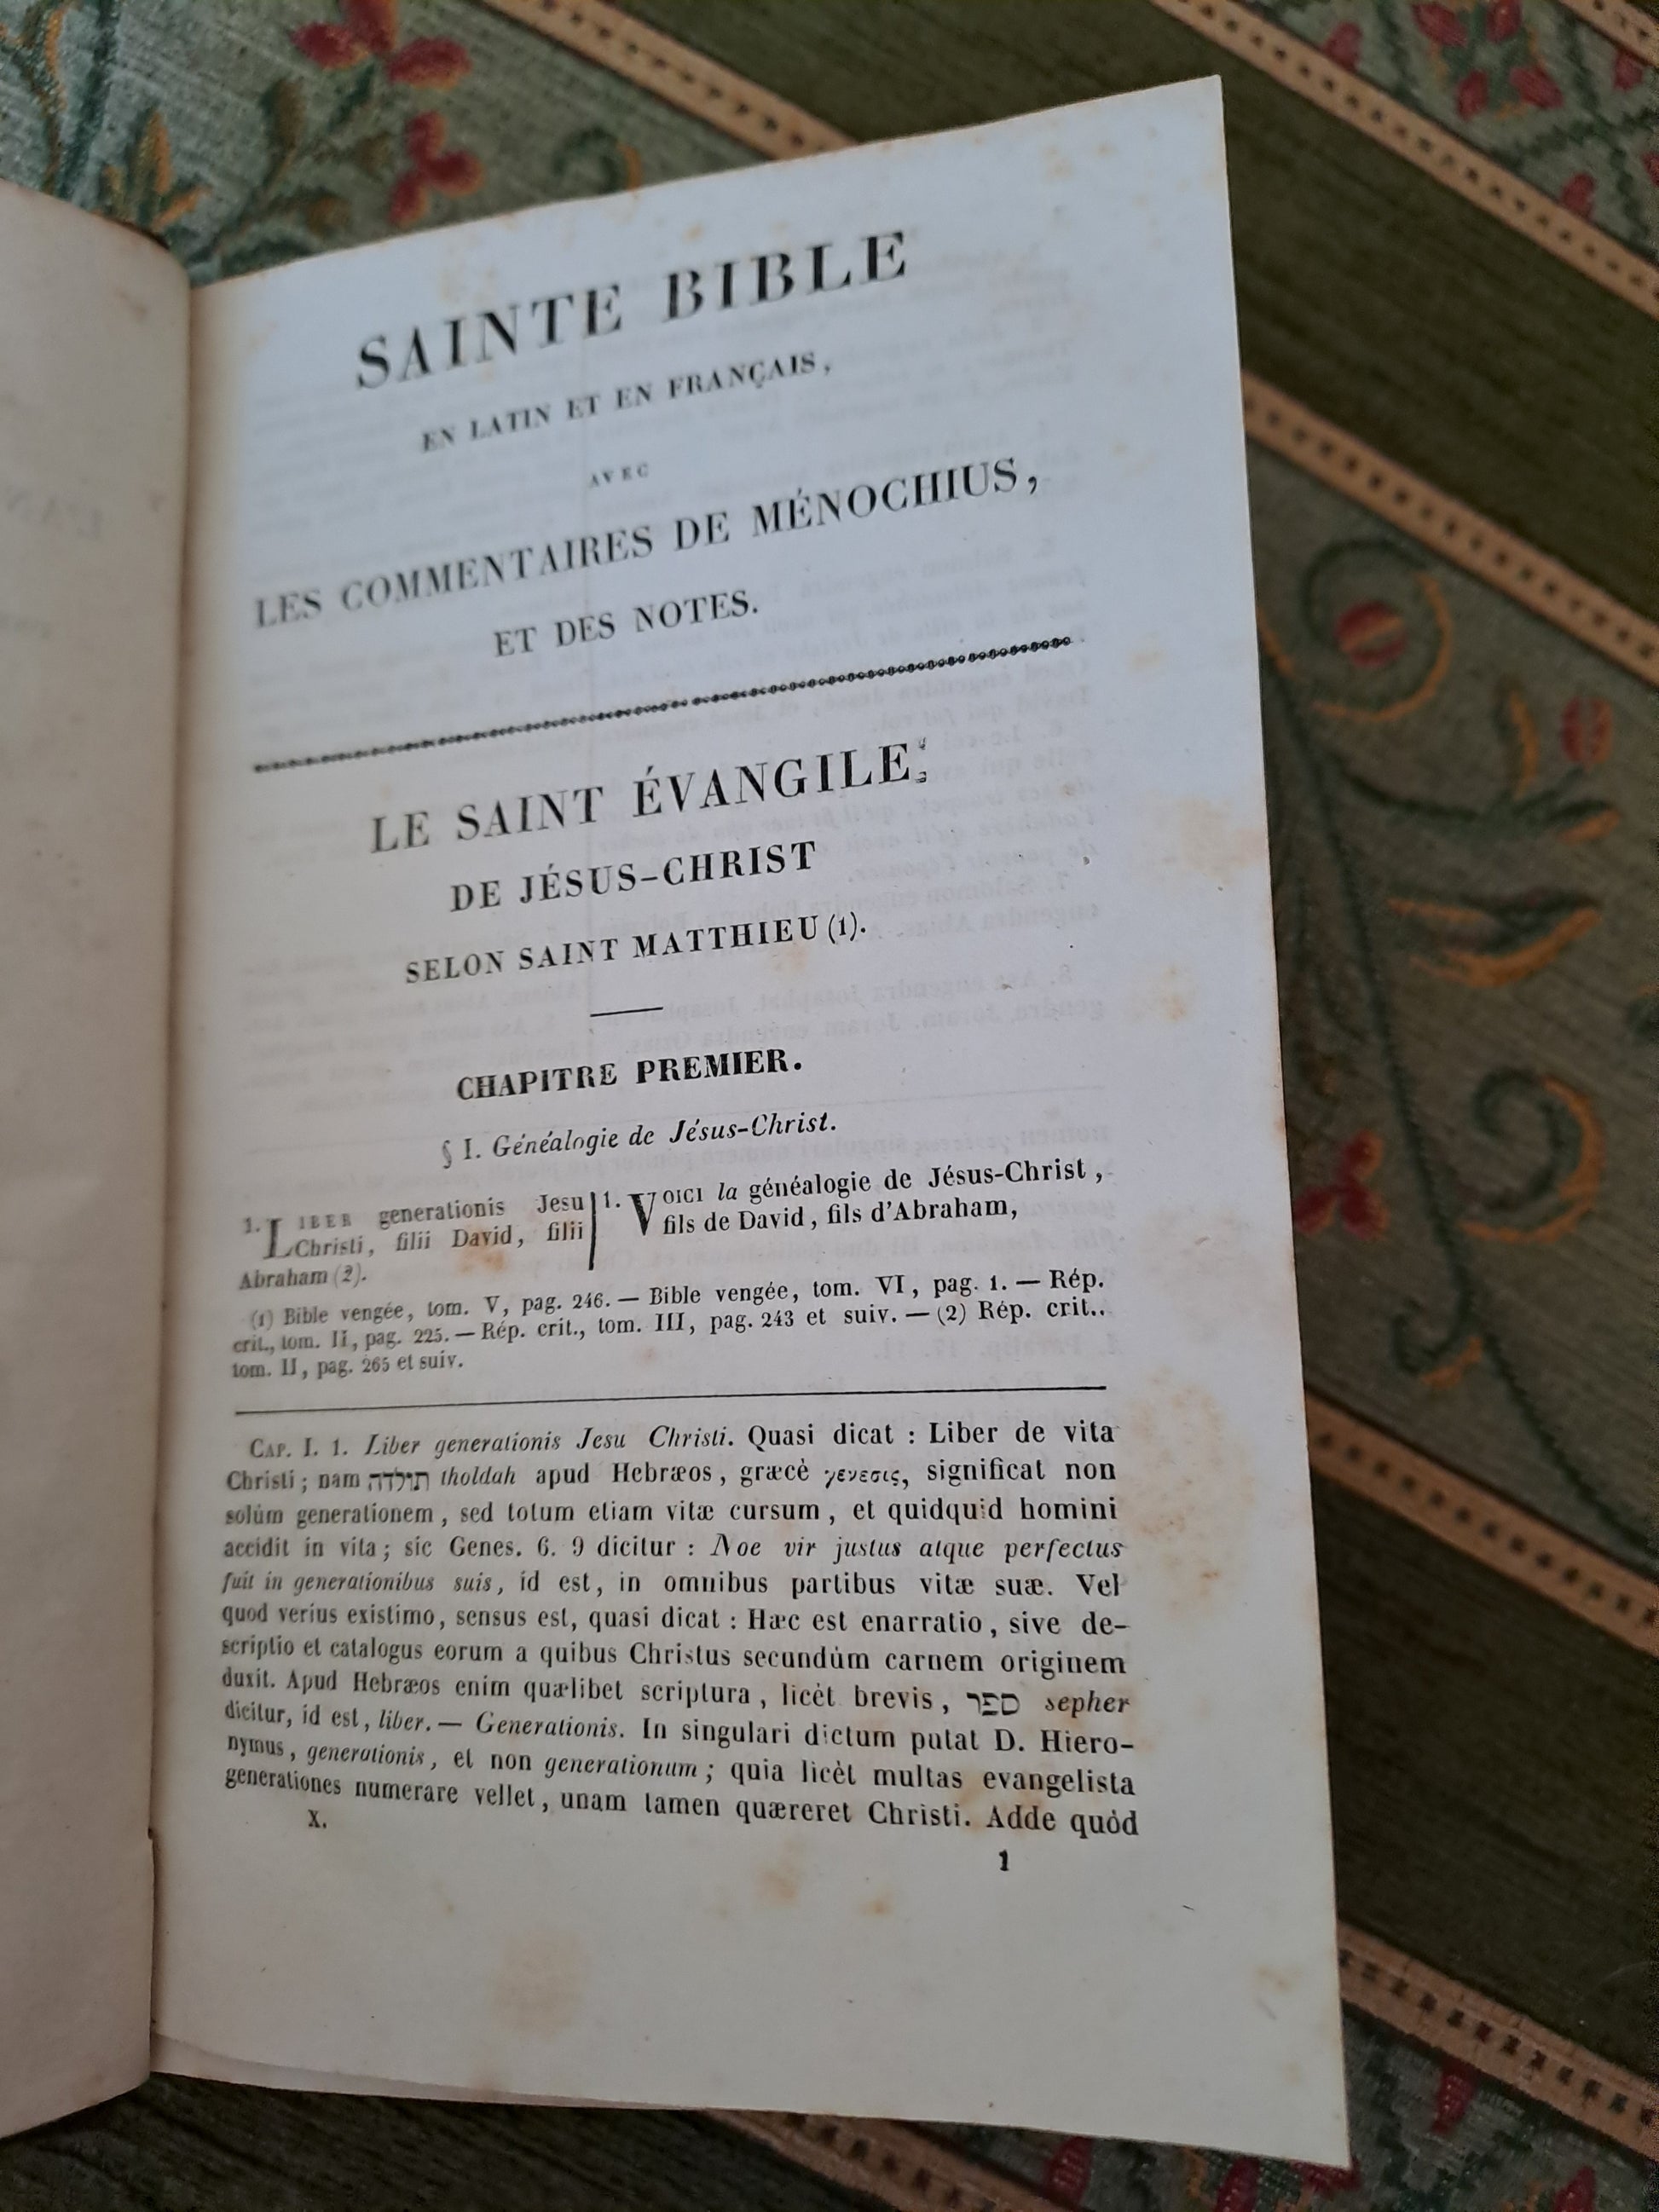 SAINTE BIBLE
EN LATIN ET EN FRANÇAIS,
AVEC
LES COMMENTAIRES DE MÉNOCHIUS,
ET DES NOTES.
LE SAINT ÉVANGILE,
DE JÉSUS-CHRIST
SELON SAINT MATTHIEU (1).
CHAPITRE PREMIER.
§ I. Généalogie de Jésus-Christ.
1. LIBER generationis Jesu
Christi, filii David, filii
Abraham (2).
1. VOICI la généalogie de Jésus-Christ,
fils de David, fils d'Abraham,
(1) Bible vengée, tom. V, pag. 246. — Bible vengée, tom. VI, pag. 1. — Rép.
crit., tom. II, pag. 225. — Rép. crit., tom. III, pag. 243 et suiv. — (2) Rép. crit..
tom. II, pag. 265 et suiv.
CAP. I. 1. Liber generationis Jesu Christi. Quasi dicat : Liber de vita
Christi ; nam תולדה tholdah apud Hebræos, græcè γενεσις, significat non
solùm generationem, sed totum etiam vitæ cursum, et quidquid homini
accidit in vita ; sic Genes. 6. 9 dicitur : Noe vir justus atque perfectus
fuit in generationibus suis, id est, in omnibus partibus vitæ suæ. Vel
quod verius existimo, sensus est, quasi dicat : Hæc est enarratio, sive de-
scriptio et catalogus eorum a quibus Christus secundùm carnem originem
duxit. Apud Hebræos enim quælibet scriptura, licèt brevis, ספר sepher
dicitur, id est, liber. — Generationis. In singulari dictum putat D. Hiero-
nymus, generationis, et non generationum ; quia licèt multas evangelista
generationes numerare vellet, unam tamen quæreret Christi. Adde quòd
X.
1